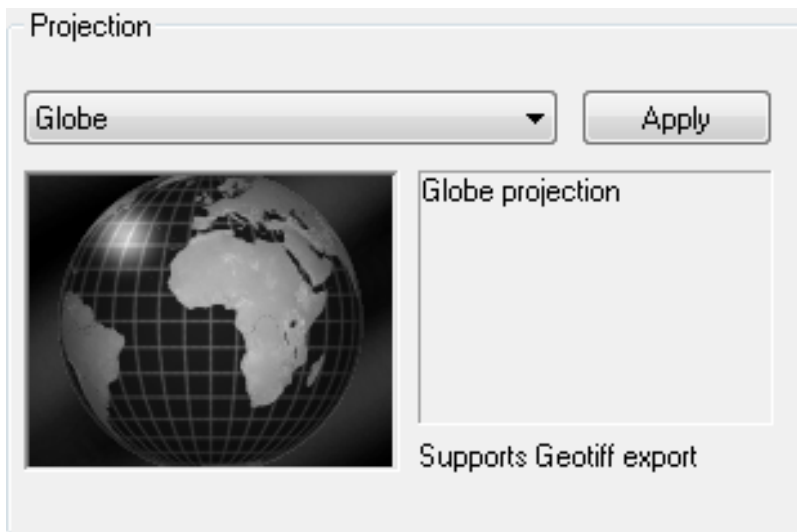 Projection
Globe
Apply
Globe projection
Supports Geotiff export